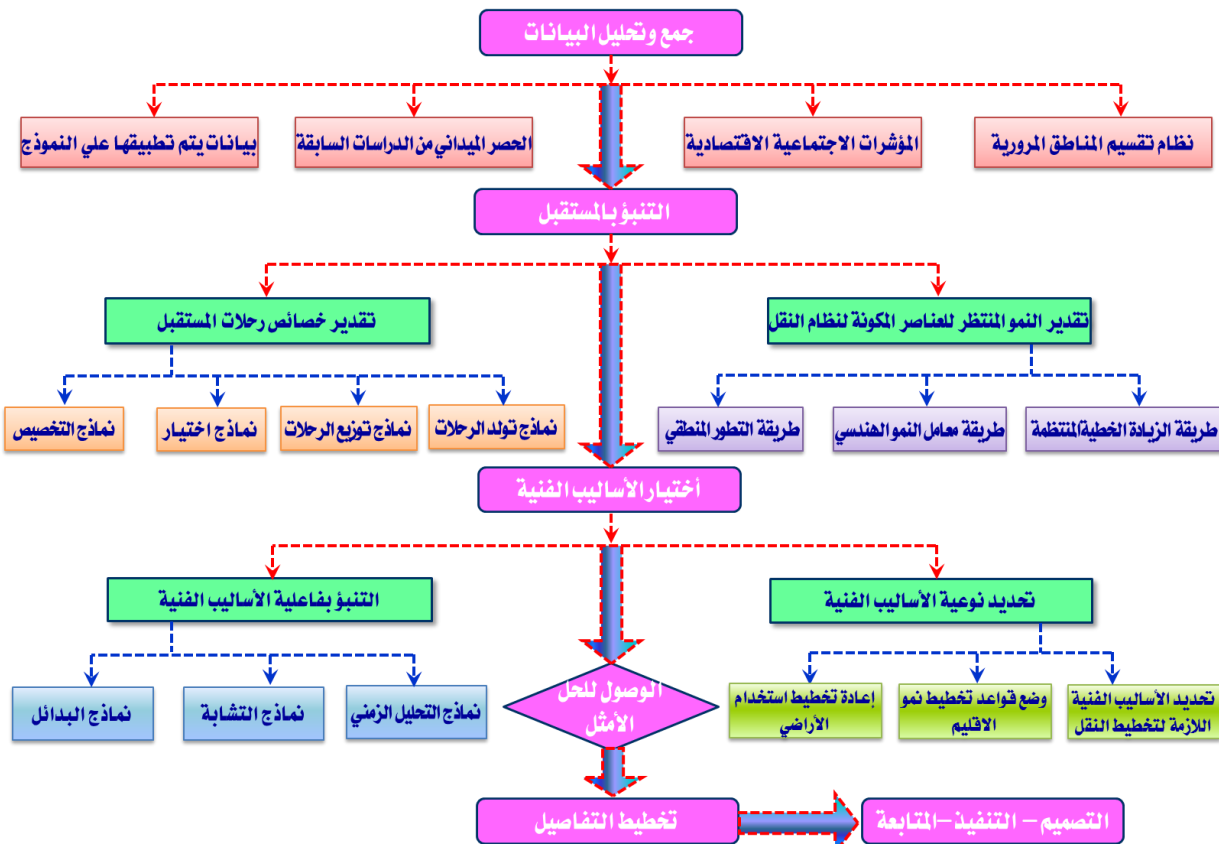 جمع وتحليل البيانات
نظام تقسيم المناطق المرورية
المؤشرات الاجتماعية الاقتصادية
الحصر الميداني من الدراسات السابقة
بيانات يتم تطبيقها علي النموذج
التنبؤ بالمستقبل
تقدير النمو المنتظر للعناصر المكونة لنظام النقل
تقدير خصائص رحلات المستقبل
طريقة الزيادة الخطية المنتظمة
طريقة معامل النمو الهندسي
طريقة التطور المنطقي
نماذج تولد الرحلات
نماذج توزيع الرحلات
نماذج اختيار
نماذج التخصيص
أختيار الأساليب الفنية
تحديد نوعية الأساليب الفنية
التنبؤ بفاعلية الأساليب الفنية
تحديد الأساليب الفنية
اللازمة لتخطيط النقل
وضع قواعد تخطيط نمو
الاقليم
إعادة تخطيط استخدام
الأراضي
الوصول للحل
الأمثل
نماذج التحليل الزمني
نماذج التشابة
نماذج البدائل
تخطيط التفاصيل
التصميم – التنفيذ –المتابعة